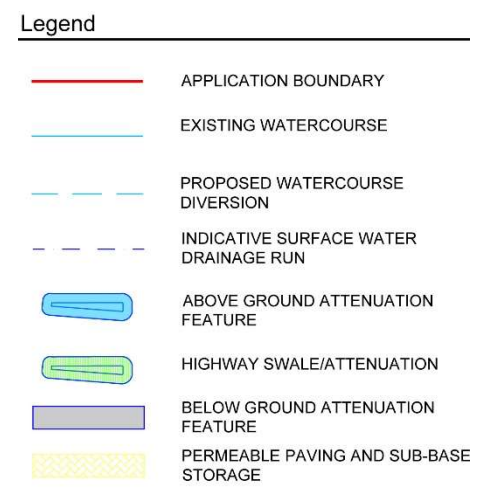 Legend
APPLICATION BOUNDARY
EXISTING WATERCOURSE
PROPOSED WATERCOURSE
DIVERSION
INDICATIVE SURFACE WATER
DRAINAGE RUN
ABOVE GROUND ATTENUATION
FEATURE
HIGHWAY SWALE/ATTENUATION
BELOW GROUND ATTENUATION
FEATURE
PERMEABLE PAVING AND SUB-BASE
STORAGE